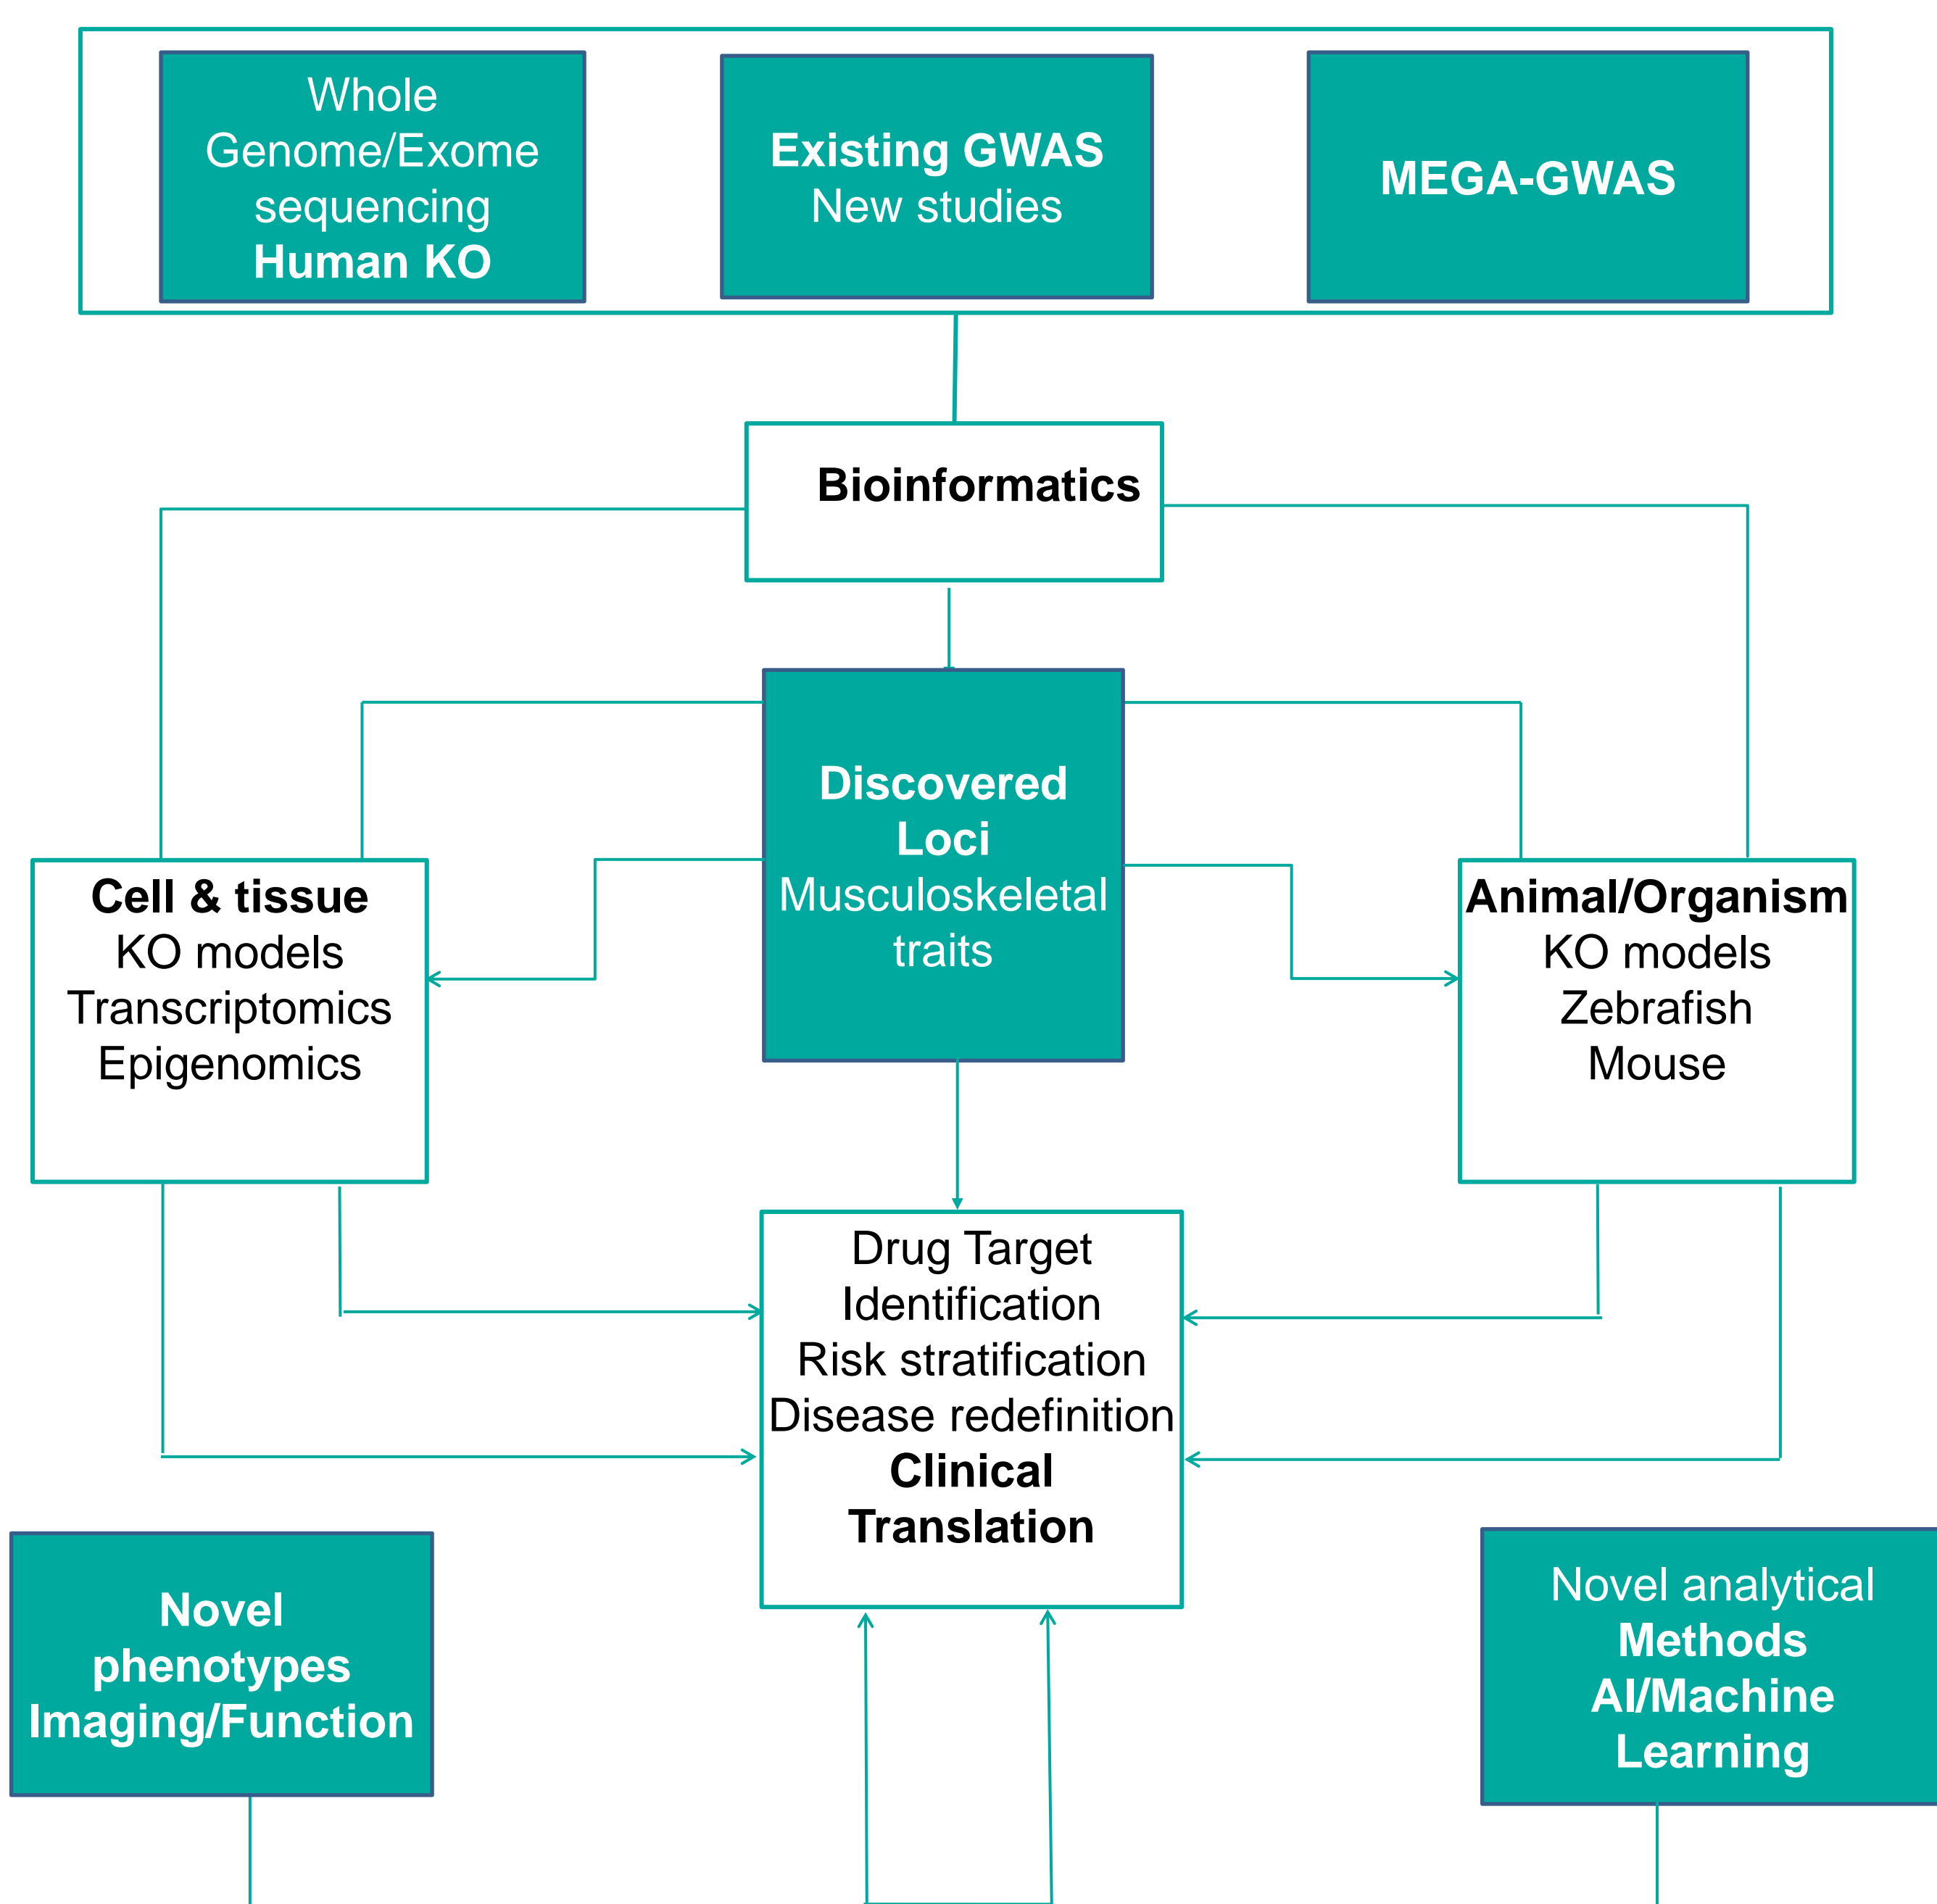 Whole
Genome/Exome
sequencing
Human KO
Existing GWAS
New studies
MEGA-GWAS
Bioinformatics
Discovered
Loci
Musculoskeletal
traits
Cell & tissue
KO models
Transcriptomics
Epigenomics
Animal/Organism
KO models
Zebrafish
Mouse
Drug Target
Identification
Risk stratification
Disease redefinition
Clinical
Translation
Novel
phenotypes
Imaging/Function
Novel analytical
Methods
AI/Machine
Learning